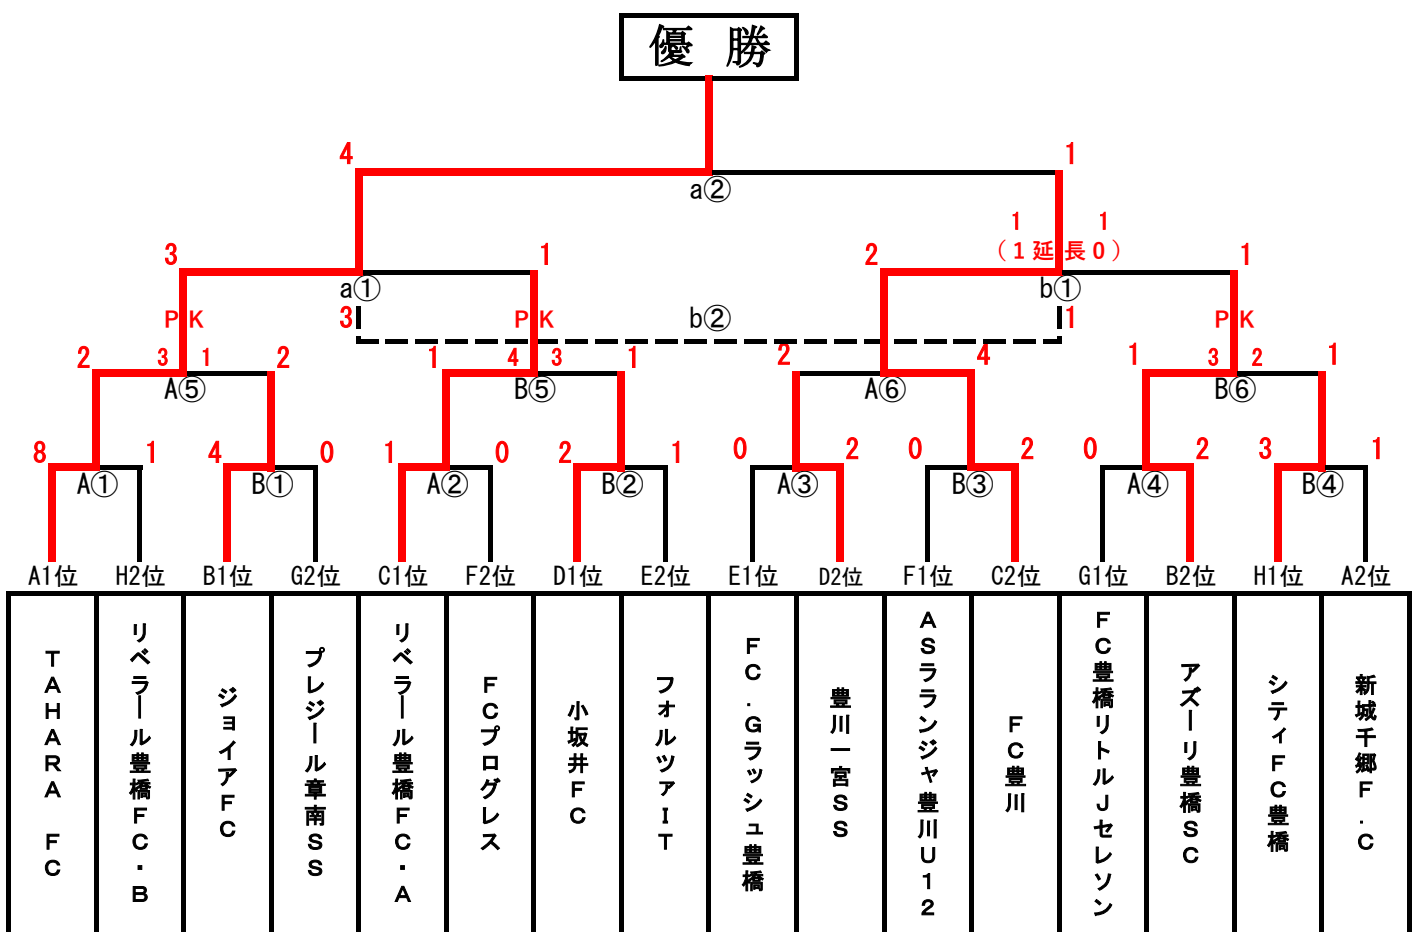 優 勝
4 1
a②
1 1
3 1 2 (1延長0) 1
a① b①
3 PK PK b② 1 PK
2 3 1 2 1 4 3 1 2 4 1 3 2 1
A⑤ B⑤ A⑥ B⑥
8 1 4 0 1 0 2 1 0 2 0 2 0 2 3 1
A① B① A② B② A③ B③ A④ B④
A1位 H2位 B1位 G2位 C1位 F2位 D1位 E2位 E1位 D2位 F1位 C2位 G1位 B2位 H1位 A2位
TAHARA FC
リベラール豊橋FC・B
ジョイアFC
プレジール章南SS
リベラール豊橋FC・A
FCプログレス
小坂井FC
フォルツァIT
FC.Gラッシュ豊橋
豊川一宮SS
ASラランジャ豊川U12
FC豊川
FC豊橋リトルJセレソン
アズーリ豊橋SC
シティFC豊橋
新城千郷F.C